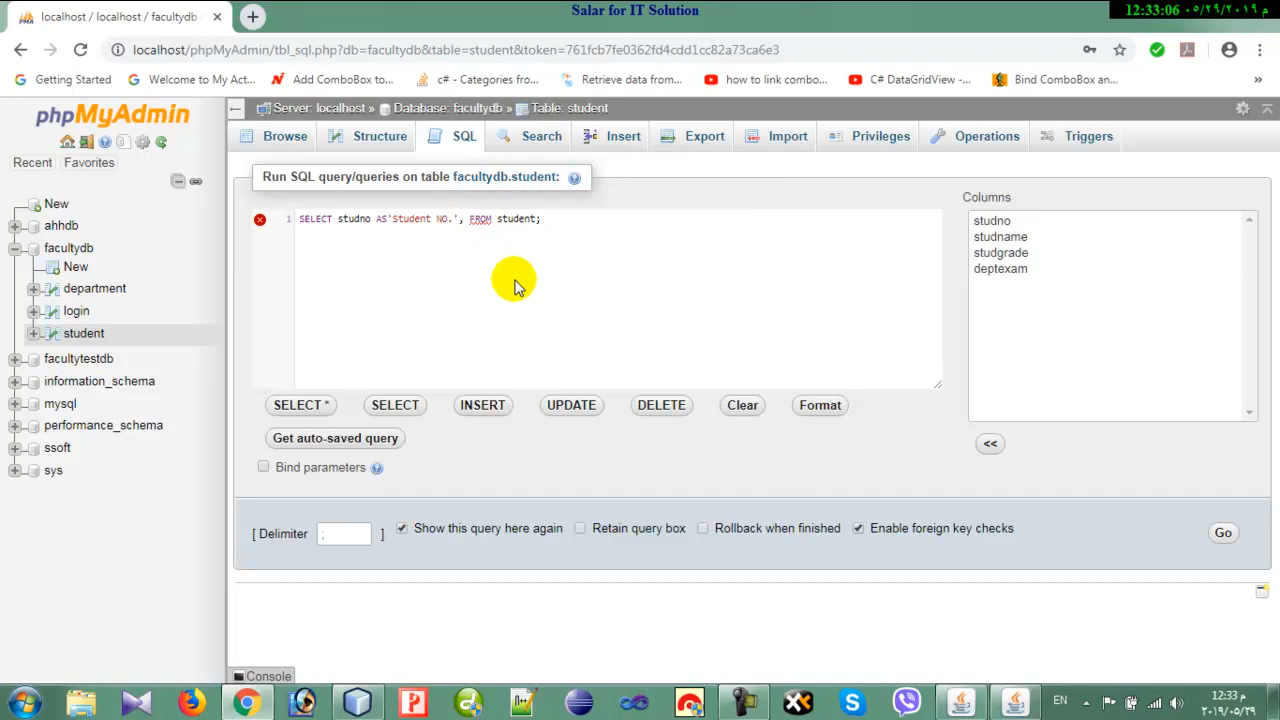 localhost / localhost / facultydb
Salar for IT Solution
12:33:06 ٠٥/٢٩/٢٠١٩ م
localhost/phpMyAdmin/tbl_sql.php?db=facultydb&table=student&token=761fcb7fe0362fd4cdd1cc82a73ca6e3
Getting Started
Welcome to My Act...
Add ComboBox to...
c# - Categories fro...
Retrieve data from...
how to link combo...
C# DataGridView -...
Bind ComboBox an...
»
phpMyAdmin
Server: localhost » Database: facultydb » Table: student
Browse
Structure
SQL
Search
Insert
Export
Import
Privileges
Operations
Triggers
Recent
Favorites
New
ahhdb
facultydb
New
department
login
student
facultytestdb
information_schema
mysql
performance_schema
ssoft
sys
Run SQL query/queries on table facultydb.student:
1 SELECT studno AS'Student NO.', FROM student;
Columns
studno
studname
studgrade
deptexam
SELECT *
SELECT
INSERT
UPDATE
DELETE
Clear
Format
<<
Get auto-saved query
Bind parameters
[ Delimiter ; ]
Show this query here again
Retain query box
Rollback when finished
Enable foreign key checks
Go
Console
EN
12:33 م
٢٠١٩/٠٥/٢٩